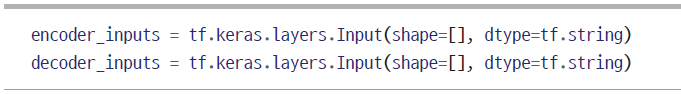 encoder_inputs = tf.keras.layers.Input(shape=[], dtype=tf.string)
decoder_inputs = tf.keras.layers.Input(shape=[], dtype=tf.string)